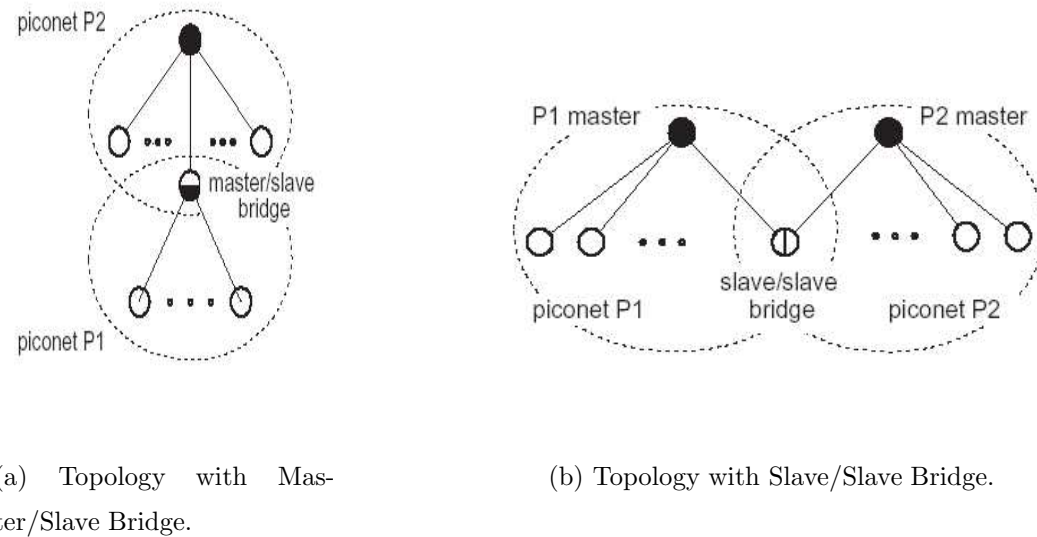 piconet P2
master/slave
bridge
piconet P1
P1 master
P2 master
slave/slave
bridge
piconet P1
piconet P2
(a) Topology with Mas-
ter/Slave Bridge.
(b) Topology with Slave/Slave Bridge.